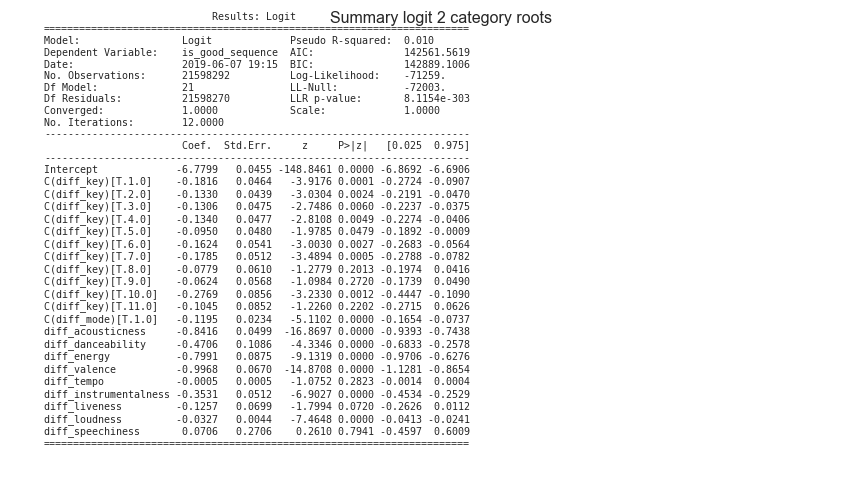 Results: Logit
Summary logit 2 category roots
=======================================================================
Model:             Logit             Pseudo R-squared:  0.010
Dependent Variable:    is_good_sequence  AIC:               142561.5619
Date:              2019-06-07 19:15  BIC:               142889.1006
No. Observations:      21598292          Log-Likelihood:    -71259.
Df Model:              21                LL-Null:           -72003.
Df Residuals:          21598270          LLR p-value:       8.1154e-303
Converged:             1.0000            Scale:             1.0000
No. Iterations:        12.0000
-----------------------------------------------------------------------
Coef.  Std.Err.     z     P>|z|   [0.025  0.975]
-----------------------------------------------------------------------
Intercept             -6.7799   0.0455 -148.8461 0.0000 -6.8692 -6.6906
C(diff_key)[T.1.0]    -0.1816   0.0464   -3.9176 0.0001 -0.2724 -0.0907
C(diff_key)[T.2.0]    -0.1330   0.0439   -3.0304 0.0024 -0.2191 -0.0470
C(diff_key)[T.3.0]    -0.1306   0.0475   -2.7486 0.0060 -0.2237 -0.0375
C(diff_key)[T.4.0]    -0.1340   0.0477   -2.8108 0.0049 -0.2274 -0.0406
C(diff_key)[T.5.0]    -0.0950   0.0480   -1.9785 0.0479 -0.1892 -0.0009
C(diff_key)[T.6.0]    -0.1624   0.0541   -3.0030 0.0027 -0.2683 -0.0564
C(diff_key)[T.7.0]    -0.1785   0.0512   -3.4894 0.0005 -0.2788 -0.0782
C(diff_key)[T.8.0]    -0.0779   0.0610   -1.2779 0.2013 -0.1974  0.0416
C(diff_key)[T.9.0]    -0.0624   0.0568   -1.0984 0.2720 -0.1739  0.0490
C(diff_key)[T.10.0]   -0.2769   0.0856   -3.2330 0.0012 -0.4447 -0.1090
C(diff_key)[T.11.0]   -0.1045   0.0852   -1.2260 0.2202 -0.2715  0.0626
C(diff_mode)[T.1.0]   -0.1195   0.0234   -5.1102 0.0000 -0.1654 -0.0737
diff_acousticness     -0.8416   0.0499  -16.8697 0.0000 -0.9393 -0.7438
diff_danceability     -0.4706   0.1086   -4.3346 0.0000 -0.6833 -0.2578
diff_energy           -0.7991   0.0875   -9.1319 0.0000 -0.9706 -0.6276
diff_valence          -0.9968   0.0670  -14.8708 0.0000 -1.1281 -0.8654
diff_tempo            -0.0005   0.0005   -1.0752 0.2823 -0.0014  0.0004
diff_instrumentalness -0.3531   0.0512   -6.9027 0.0000 -0.4534 -0.2529
diff_liveness         -0.1257   0.0699   -1.7994 0.0720 -0.2626  0.0112
diff_loudness         -0.0327   0.0044   -7.4648 0.0000 -0.0413 -0.0241
diff_speechiness       0.0706   0.2706    0.2610 0.7941 -0.4597  0.6009
=======================================================================